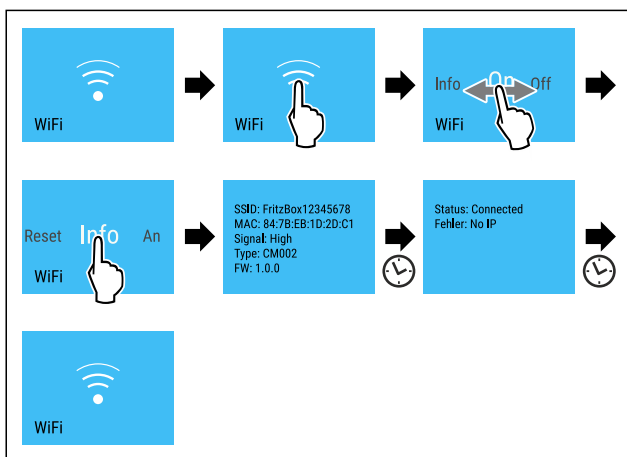 WiFi
WiFi
Info On Off
WiFi
Reset Info An
WiFi
SSID: FritzBox12345678
MAC: 84:7B:EB:1D:2D:C1
Signal: High
Type: CM002
FW: 1.0.0
Status: Connected
Fehler: No IP
WiFi